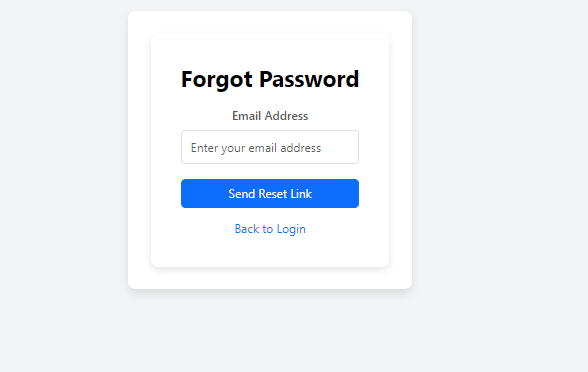 Forgot Password
Email Address
Enter your email address
Send Reset Link
Back to Login